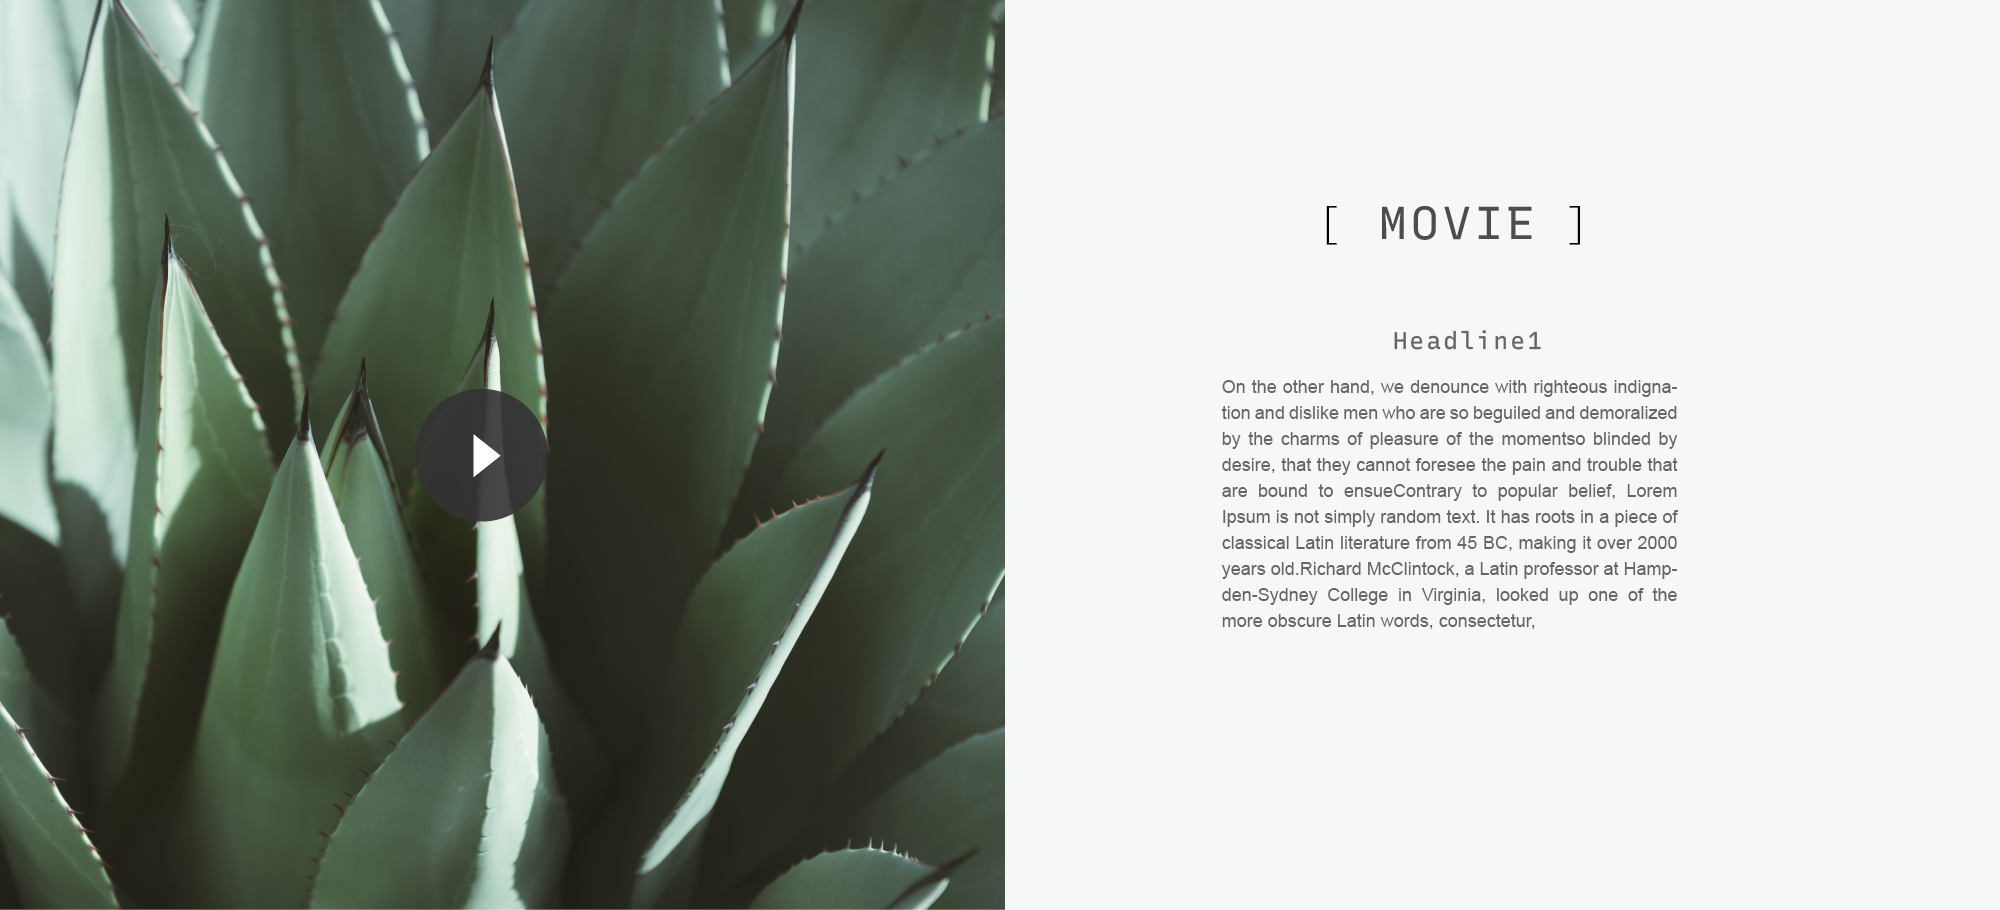 [ MOVIE ]
Headline1
On the other hand, we denounce with righteous indigna-
tion and dislike men who are so beguiled and demoralized
by the charms of pleasure of the momentso blinded by
desire, that they cannot foresee the pain and trouble that
are bound to ensueContrary to popular belief, Lorem
Ipsum is not simply random text. It has roots in a piece of
classical Latin literature from 45 BC, making it over 2000
years old.Richard McClintock, a Latin professor at Hamp-
den-Sydney College in Virginia, looked up one of the
more obscure Latin words, consectetur,